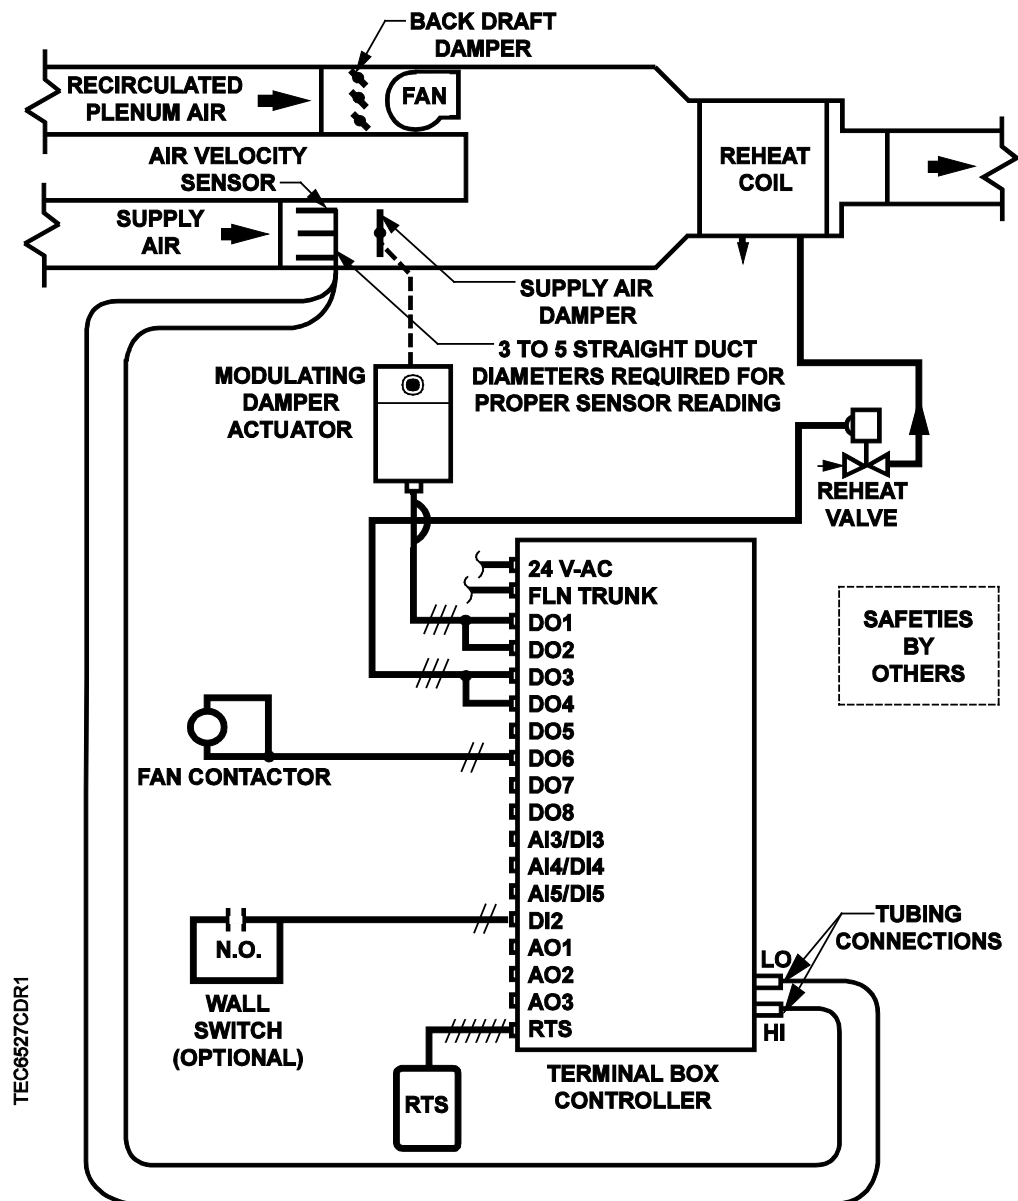 BACK DRAFT
DAMPER
RECIRCULATED
PLENUM AIR
FAN
AIR VELOCITY
SENSOR
REHEAT
COIL
SUPPLY
AIR
SUPPLY AIR
DAMPER
3 TO 5 STRAIGHT DUCT
DIAMETERS REQUIRED FOR
PROPER SENSOR READING
MODULATING
DAMPER
ACTUATOR
REHEAT
VALVE
24 V-AC
FLN TRUNK
DO1
DO2
DO3
DO4
DO5
DO6
DO7
DO8
AI3/DI3
AI4/DI4
AI5/DI5
DI2
AO1
AO2
AO3
RTS
SAFETIES
BY
OTHERS
FAN CONTACTOR
N.O.
WALL
SWITCH
(OPTIONAL)
TUBING
CONNECTIONS
LO
HI
TERMINAL BOX
CONTROLLER
RTS
TEC6527CDR1